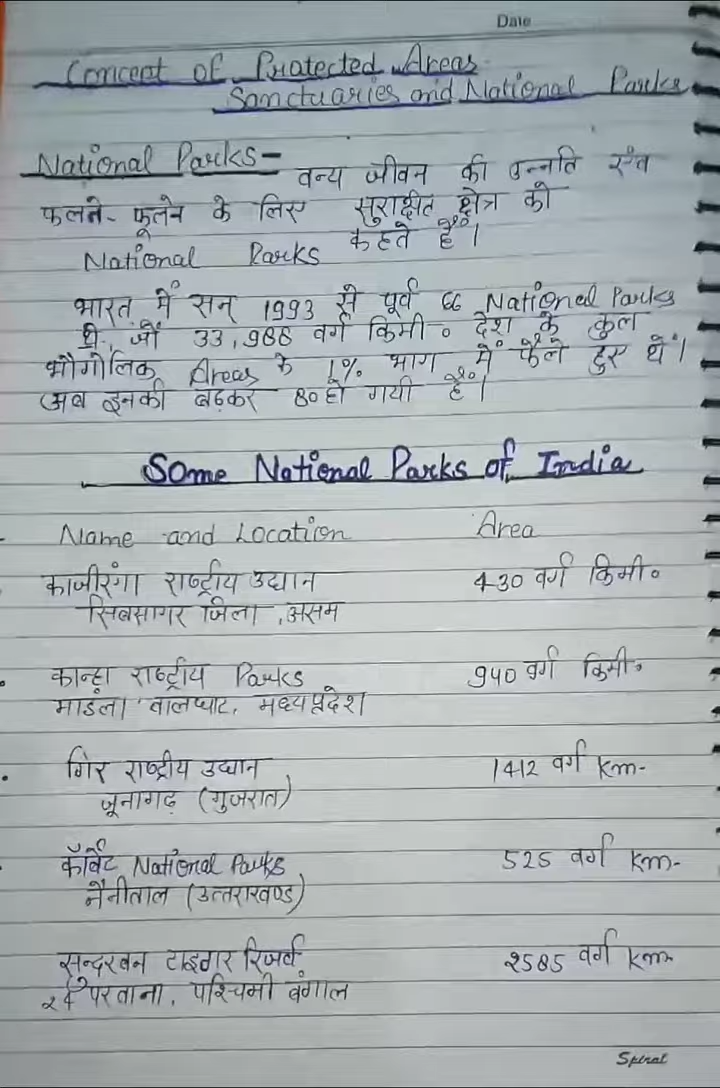 Date
Concept of Protected Areas
Sanctuaries and National Parks
National Parks- वन्य जीवन की उन्नति एंव
फलने-फूलने के लिए सुरक्षित क्षेत्र को
National Parks कहते हैं।
भारत में सन् 1993 से पूर्व 66 National Parks
थे, जों 33,988 वर्ग किमी० देश के कुल
भौगोलिक Areas के 1% भाग में फैले हुए थें।
अब इनकी बढ़कर 80 हो गयी है।
Some National Parks of India
Name and Location Area
काजीरंगा राष्ट्रीय उद्यान 430 वर्ग किमी०
सिबसागर जिला, असम
कान्हा राष्ट्रीय Parks 940 वर्ग किमी०
माडंला बालघाट, मध्यप्रदेश
गिर राष्ट्रीय उद्यान 1412 वर्ग Km-
जूनागढ़ (गुजरात)
कॉर्बेट National Parks 525 वर्ग Km-
नैनीताल (उत्तराखण्ड)
सुन्दरबन टाइगर रिजर्व 2585 वर्ग Km
24 परवाना, पश्चिमी बंगाल
Spiral